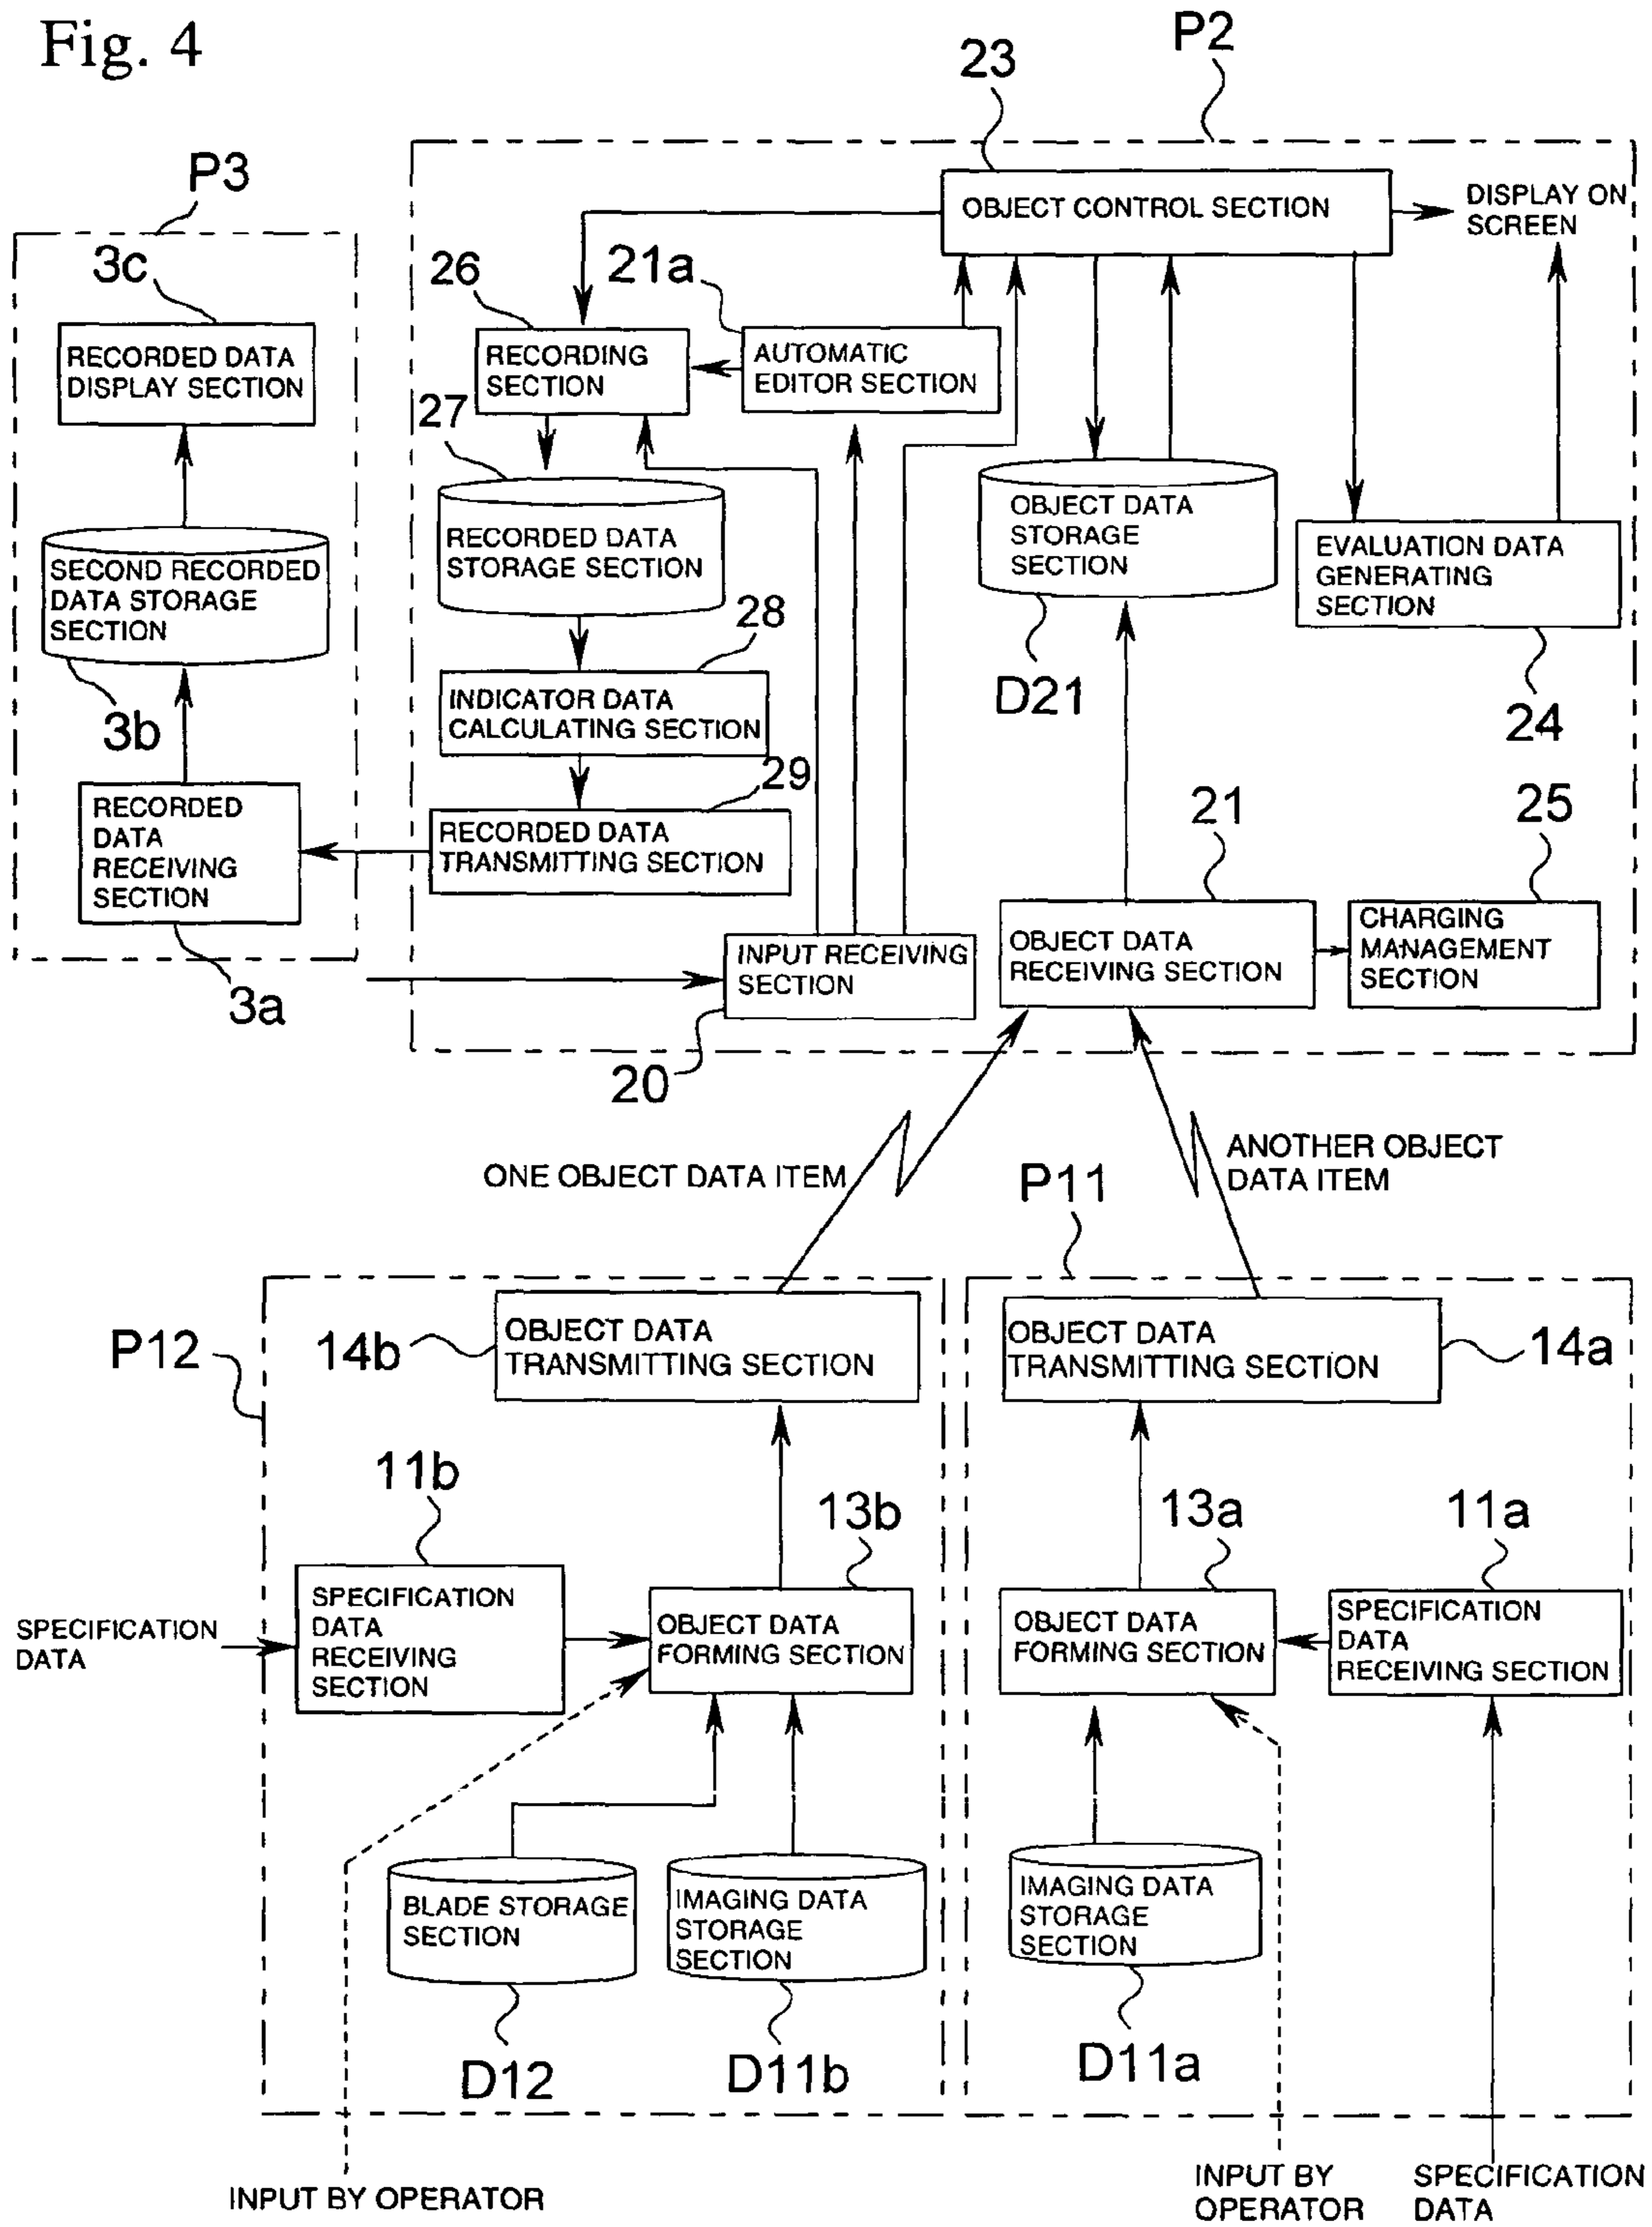 Fig. 4
P2
23
P3
OBJECT CONTROL SECTION
DISPLAY ON
SCREEN
3c
26
21a
RECORDED DATA
DISPLAY SECTION
RECORDING
SECTION
AUTOMATIC
EDITOR SECTION
27
RECORDED DATA
STORAGE SECTION
OBJECT DATA
STORAGE
SECTION
EVALUATION DATA
GENERATING
SECTION
SECOND RECORDED
DATA STORAGE
SECTION
28
D21
24
3b
INDICATOR DATA
CALCULATING SECTION
29
21
25
RECORDED
DATA
RECEIVING
SECTION
RECORDED DATA
TRANSMITTING SECTION
INPUT RECEIVING
SECTION
OBJECT DATA
RECEIVING SECTION
CHARGING
MANAGEMENT
SECTION
3a
20
ONE OBJECT DATA ITEM
ANOTHER OBJECT
DATA ITEM
P11
P12
14b
OBJECT DATA
TRANSMITTING SECTION
OBJECT DATA
TRANSMITTING SECTION
14a
11b
13b
13a
11a
SPECIFICATION
DATA
SPECIFICATION
DATA
RECEIVING
SECTION
OBJECT DATA
FORMING SECTION
OBJECT DATA
FORMING SECTION
SPECIFICATION
DATA
RECEIVING SECTION
BLADE STORAGE
SECTION
IMAGING DATA
STORAGE
SECTION
IMAGING DATA
STORAGE
SECTION
D12
D11b
D11a
INPUT BY OPERATOR
INPUT BY
OPERATOR
SPECIFICATION
DATA